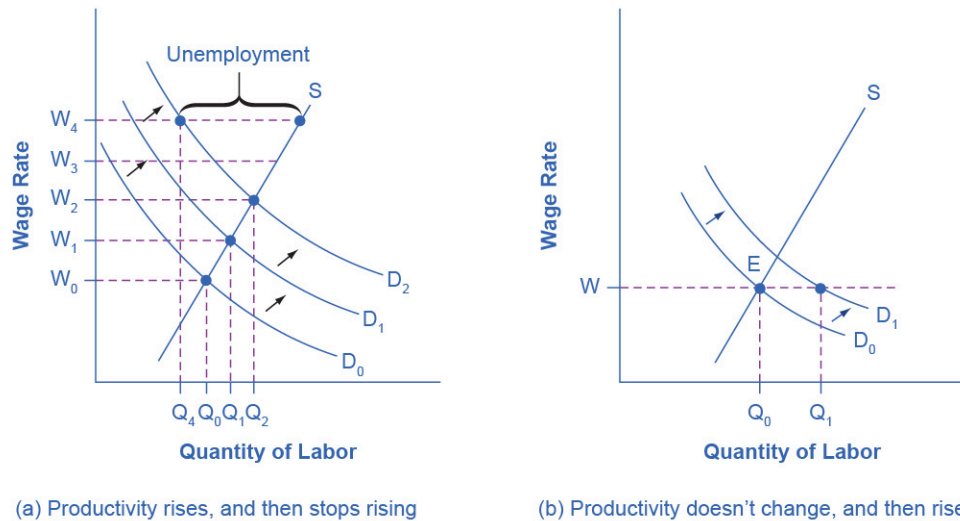 Unemployment
S
W4
W3
W2
W1
W0
D2
D1
D0
Q4 Q0 Q1 Q2
Wage Rate
Quantity of Labor
(a) Productivity rises, and then stops rising
S
E
W
D1
D0
Q0 Q1
Wage Rate
Quantity of Labor
(b) Productivity doesn’t change, and then rise